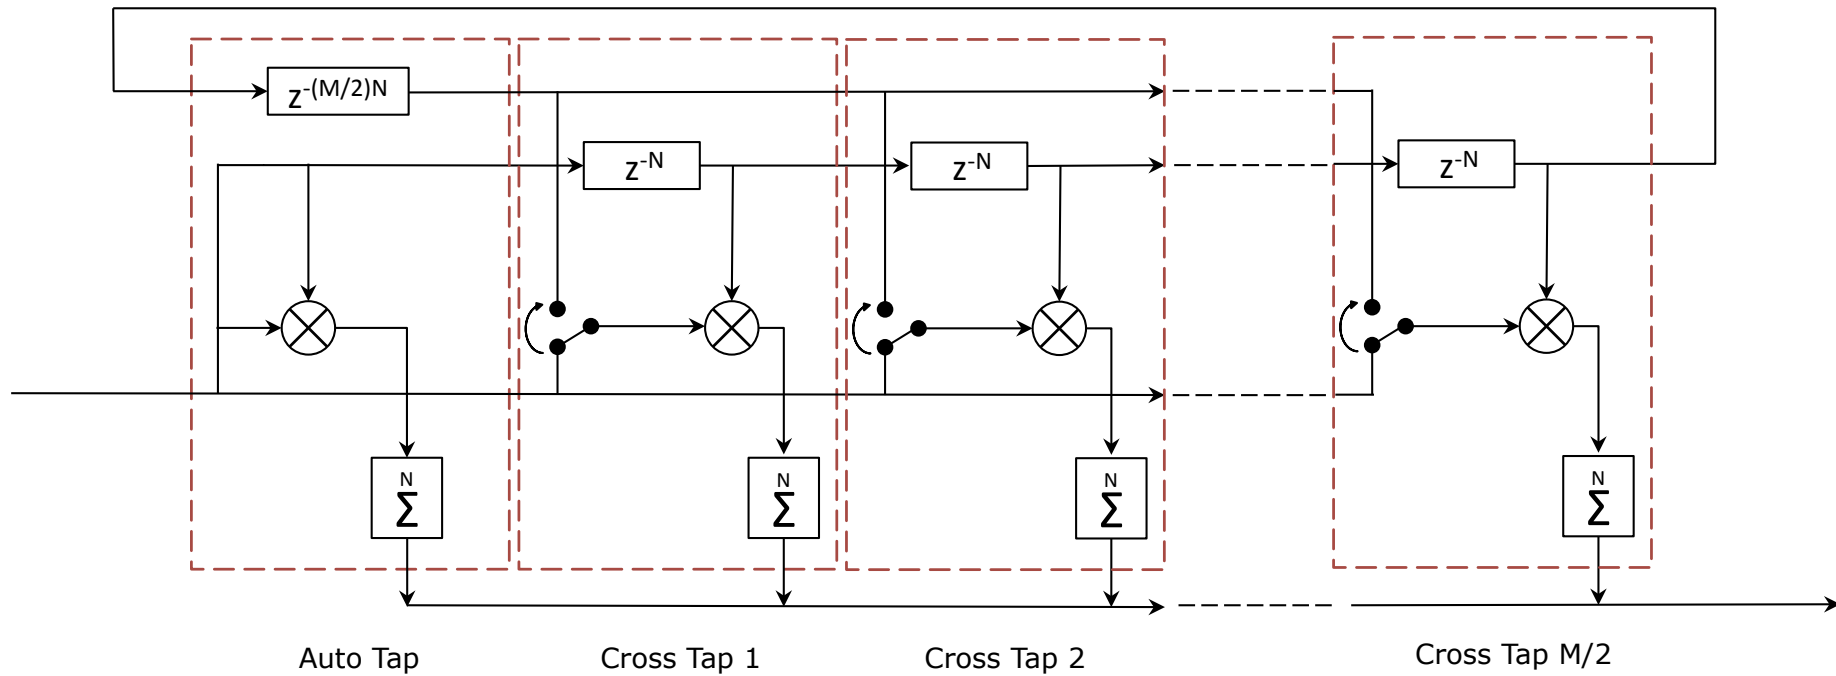 z-(M/2)N
z-N
z-N
z-N
N
Σ
N
Σ
N
Σ
N
Σ
Auto Tap
Cross Tap 1
Cross Tap 2
Cross Tap M/2